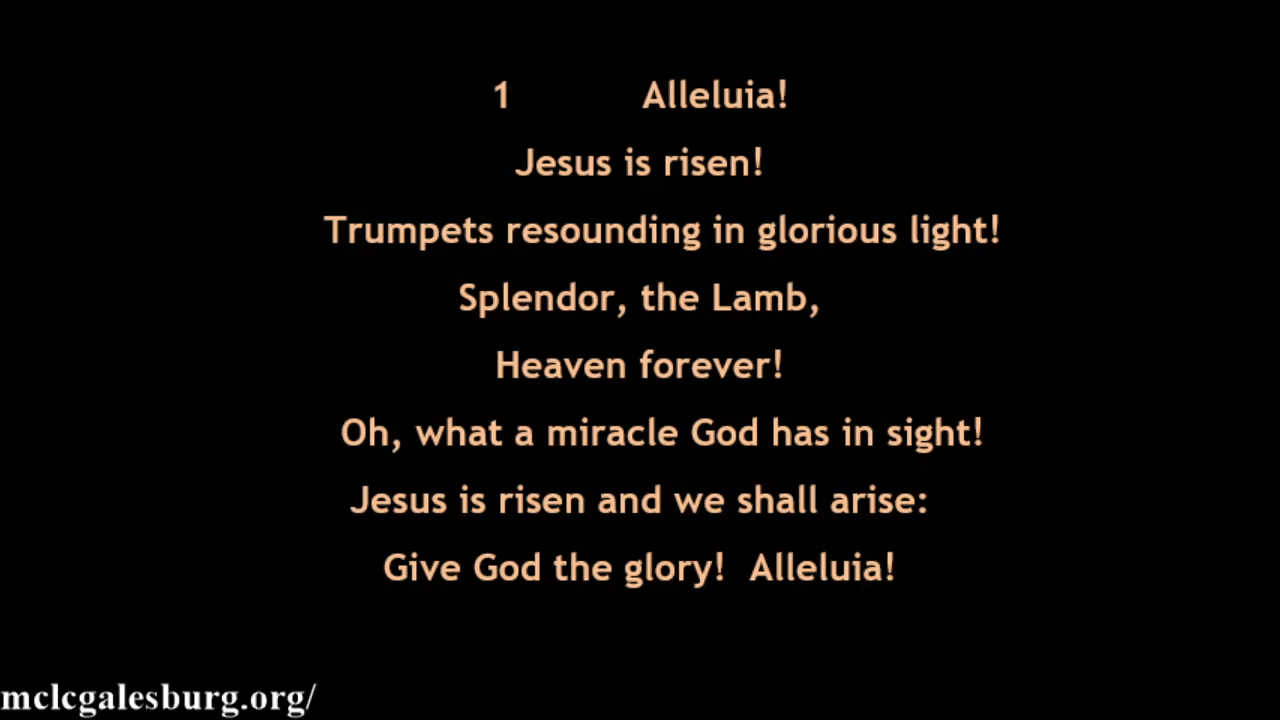 1 Alleluia!
Jesus is risen!
Trumpets resounding in glorious light!
Splendor, the Lamb,
Heaven forever!
Oh, what a miracle God has in sight!
Jesus is risen and we shall arise:
Give God the glory! Alleluia!
mclcgalesburg.org/